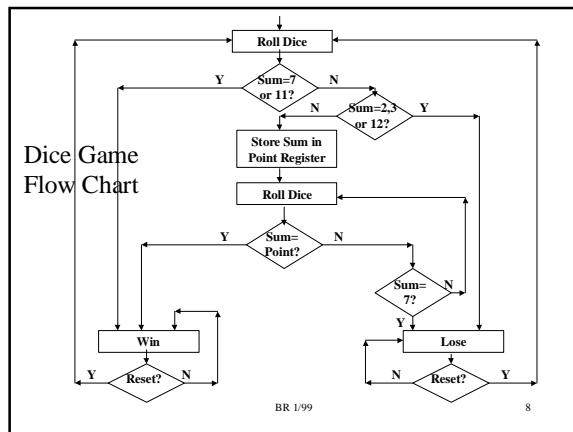 Roll Dice
Y
Sum=7
or 11?
N
N
Sum=2,3
or 12?
Y
Store Sum in
Point Register
Dice Game
Flow Chart
Roll Dice
Y
Sum=
Point?
N
Sum=
7?
N
Y
Win
Lose
Y
Reset?
N
N
Reset?
Y
BR 1/99
8